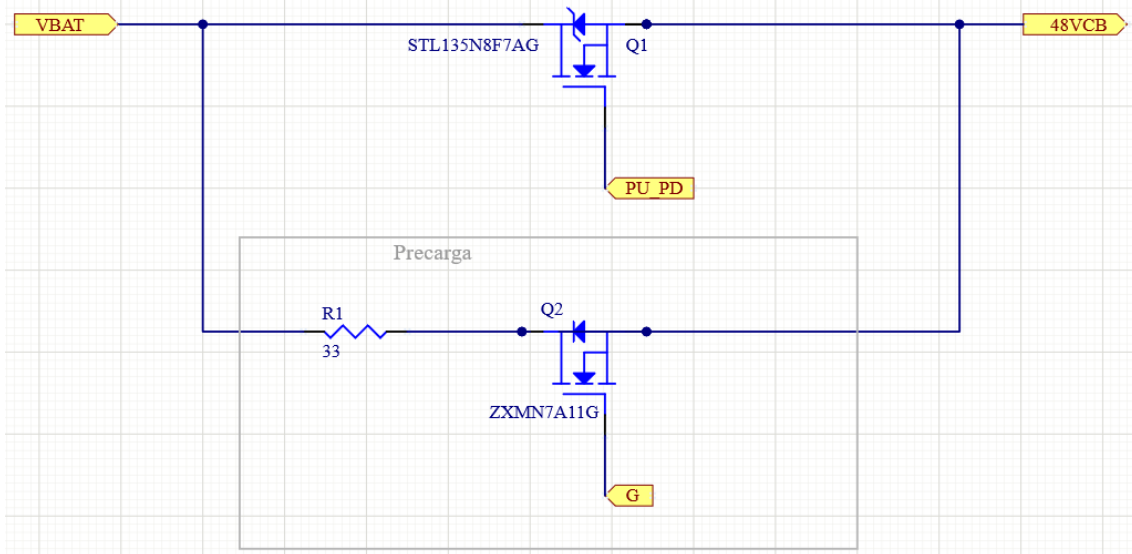 VBAT
48VCB
STL135N8F7AG
Q1
PU_PD
Precarga
R1
Q2
33
ZXMN7A11G
G